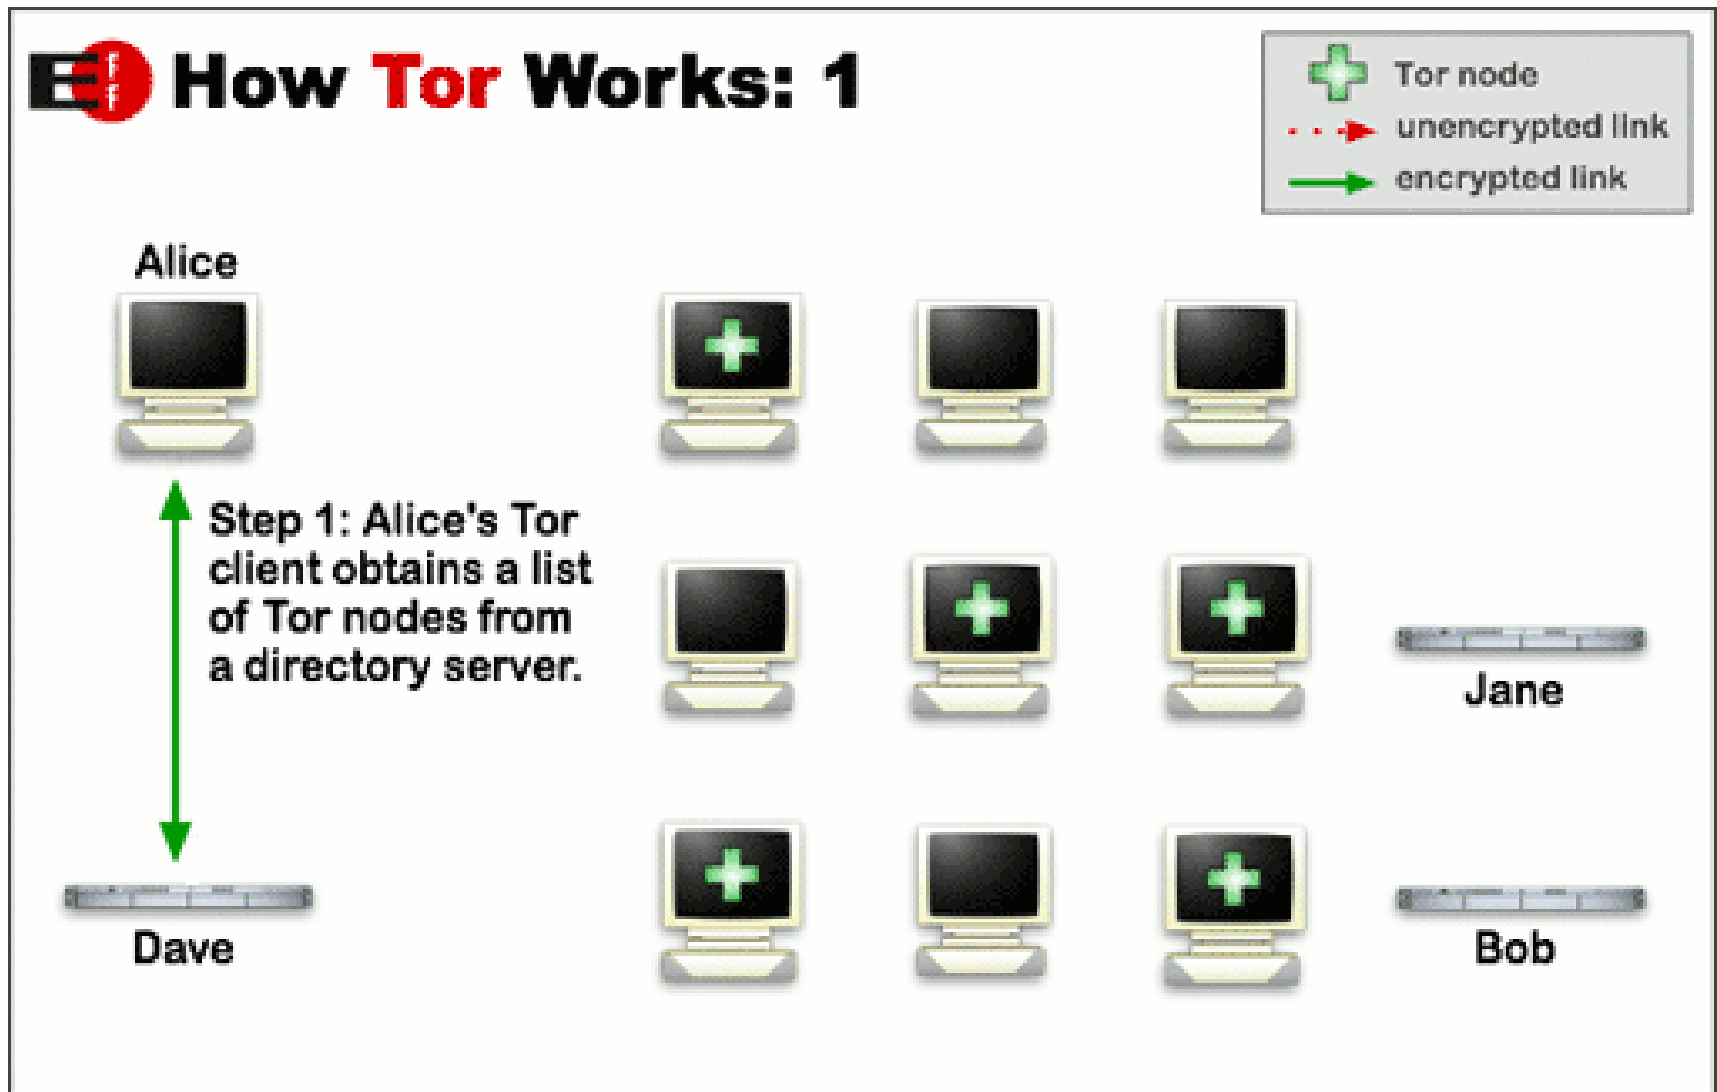 EFF How Tor Works: 1
Tor node
unencrypted link
encrypted link
Alice
Step 1: Alice's Tor
client obtains a list
of Tor nodes from
a directory server.
Jane
Dave
Bob